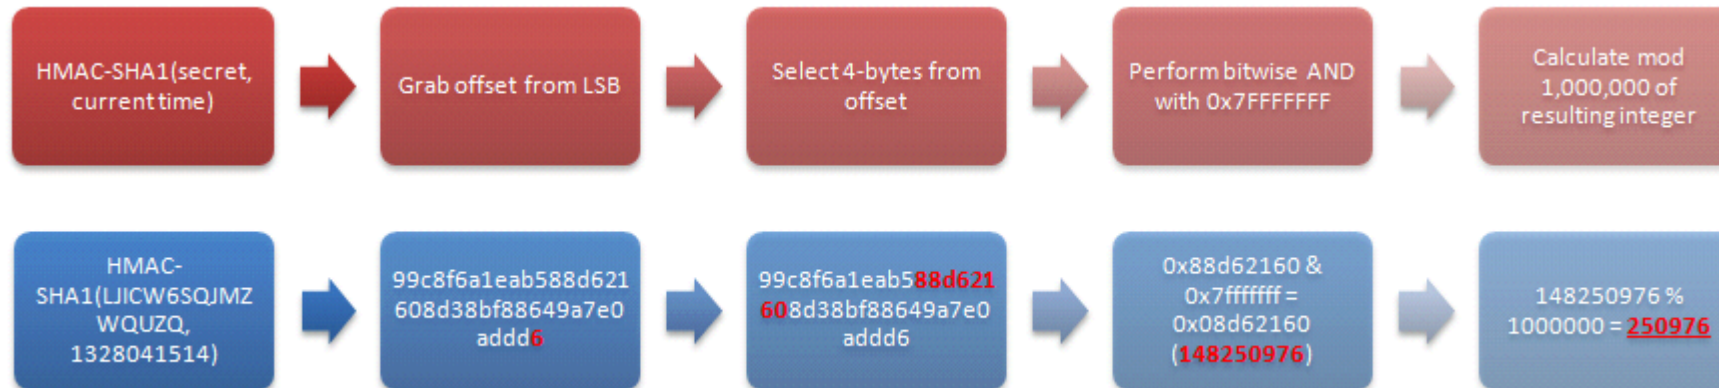 HMAC-SHA1(secret,
current time)
Grab offset from LSB
Select 4-bytes from
offset
Perform bitwise AND
with 0x7FFFFFFF
Calculate mod
1,000,000 of
resulting integer
HMAC-
SHA1(LJICW6SQJMZ
WQUZQ,
1328041514)
99c8f6a1eab588d621
608d38bf88649a7e0
addd6
99c8f6a1eab588d621
608d38bf88649a7e0
addd6
0x88d62160 &
0x7fffffff =
0x08d62160
(148250976)
148250976 %
1000000 = 250976